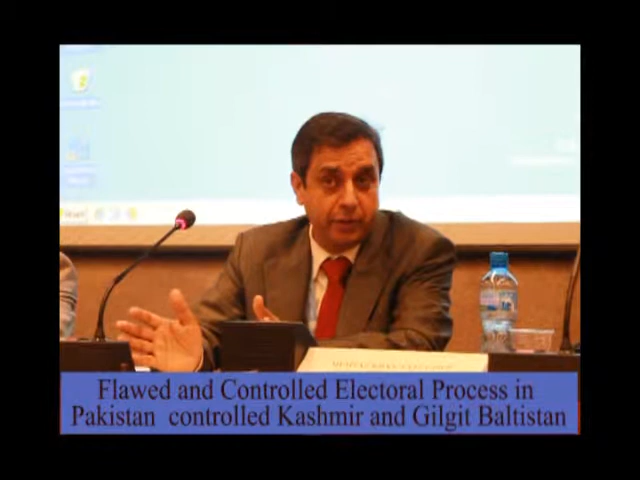 Flawed and Controlled Electoral Process in
Pakistan controlled Kashmir and Gilgit Baltistan